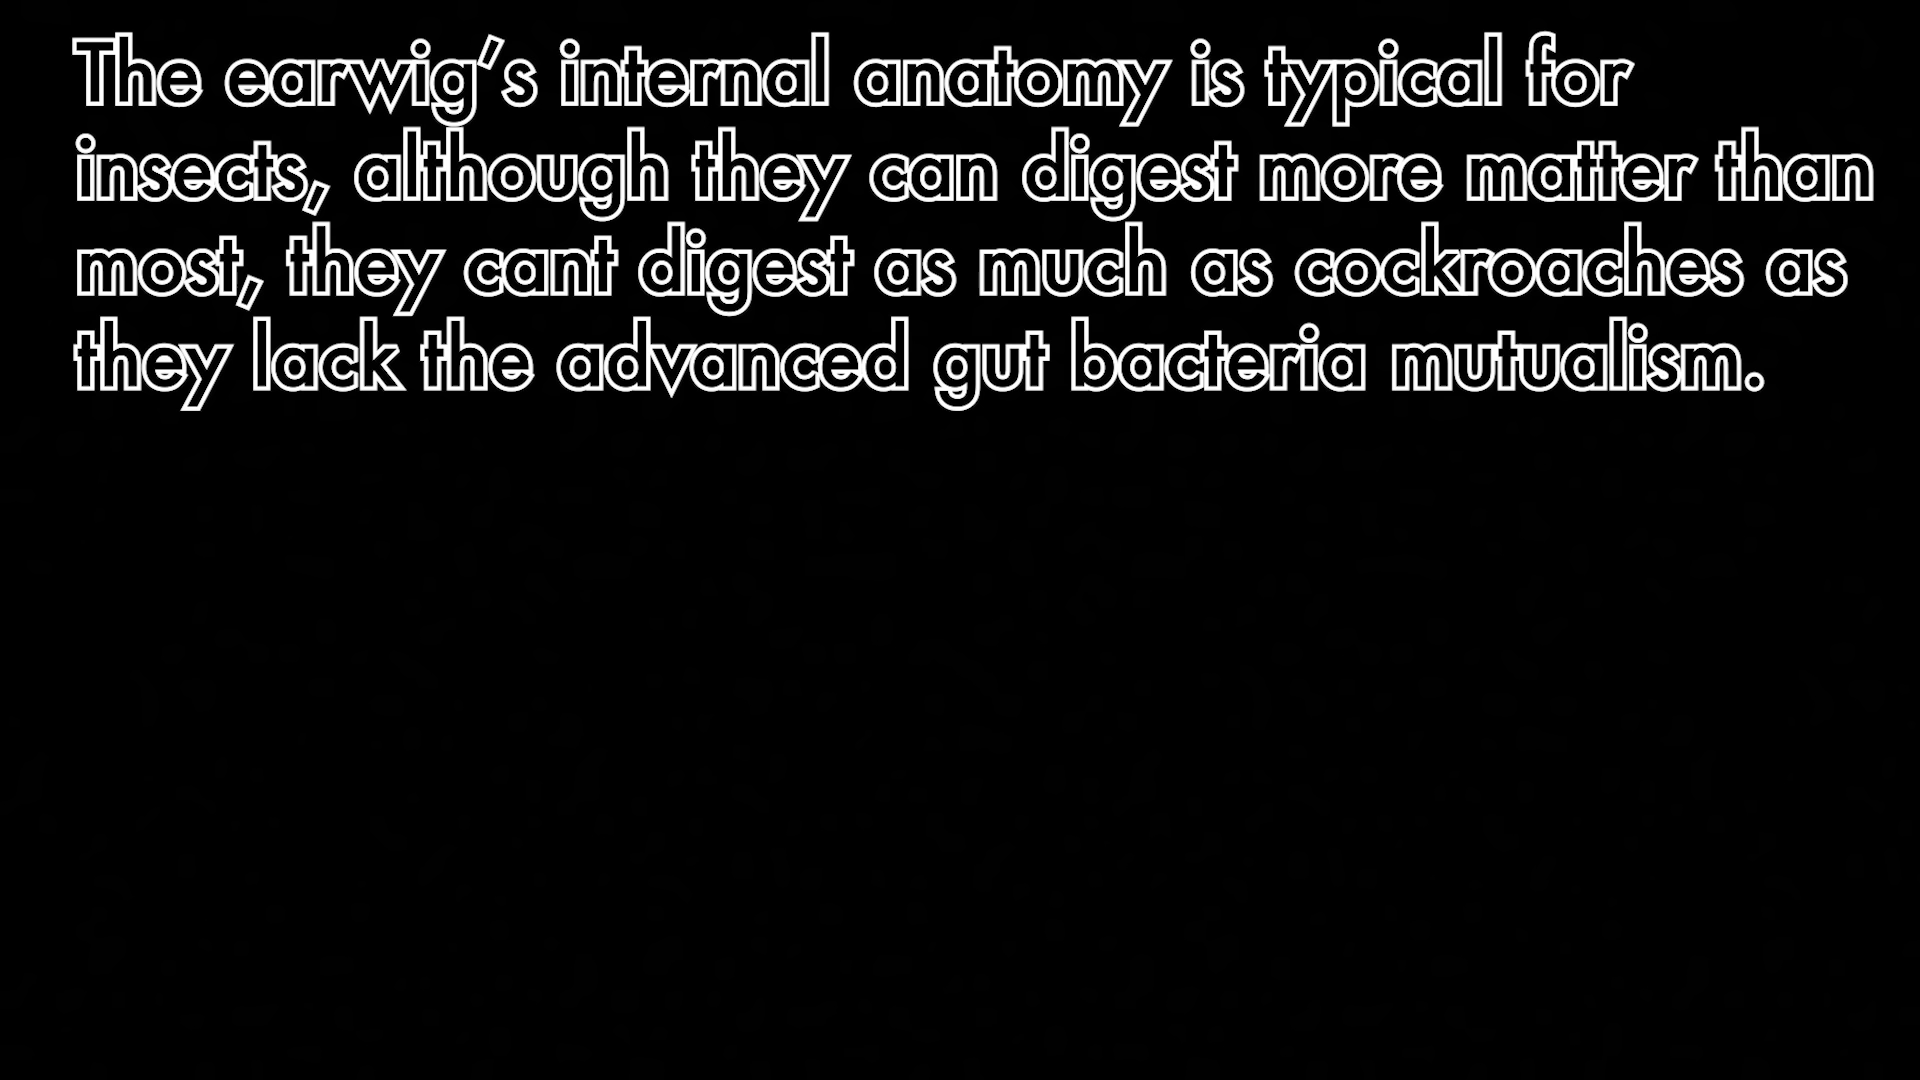 The earwig’s internal anatomy is typical for
insects, although they can digest more matter than
most, they cant digest as much as cockroaches as
they lack the advanced gut bacteria mutualism.